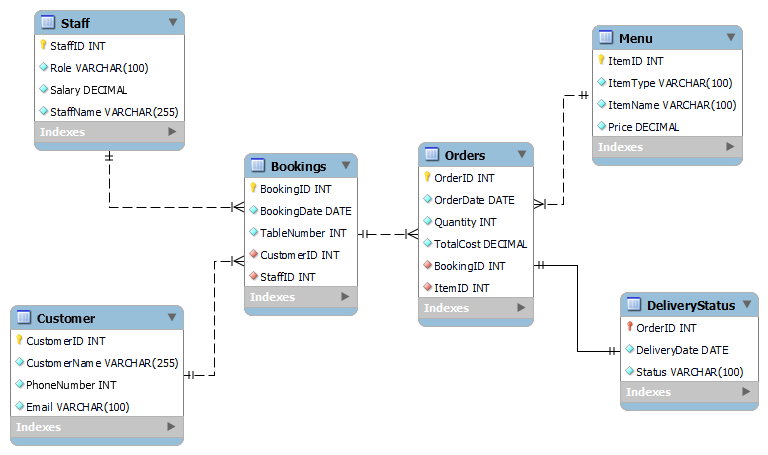 Staff
StaffID INT
Role VARCHAR(100)
Salary DECIMAL
StaffName VARCHAR(255)
Indexes
Menu
ItemID INT
ItemType VARCHAR(100)
ItemName VARCHAR(100)
Price DECIMAL
Indexes
Bookings
BookingID INT
BookingDate DATE
TableNumber INT
CustomerID INT
StaffID INT
Indexes
Orders
OrderID INT
OrderDate DATE
Quantity INT
TotalCost DECIMAL
BookingID INT
ItemID INT
Indexes
Customer
CustomerID INT
CustomerName VARCHAR(255)
PhoneNumber INT
Email VARCHAR(100)
Indexes
DeliveryStatus
OrderID INT
DeliveryDate DATE
Status VARCHAR(100)
Indexes